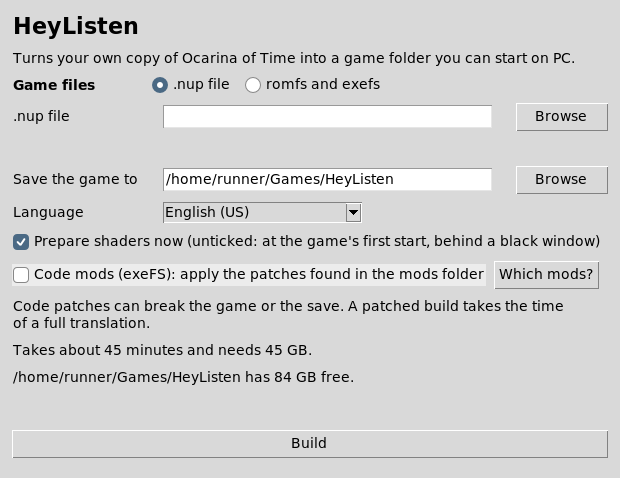 HeyListen
Turns your own copy of Ocarina of Time into a game folder you can start on PC.
Game files .nup file romfs and exefs
.nup file Browse
Save the game to /home/runner/Games/HeyListen Browse
Language English (US)
Prepare shaders now (unticked: at the game's first start, behind a black window)
Code mods (exeFS): apply the patches found in the mods folder Which mods?
Code patches can break the game or the save. A patched build takes the time
of a full translation.
Takes about 45 minutes and needs 45 GB.
/home/runner/Games/HeyListen has 84 GB free.
Build